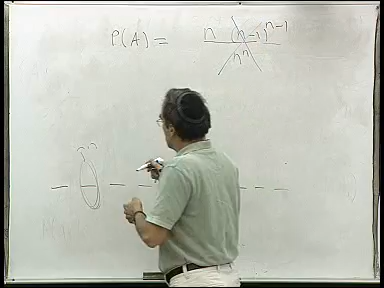 P(A) = n (n-1)^{n-1} / n^n